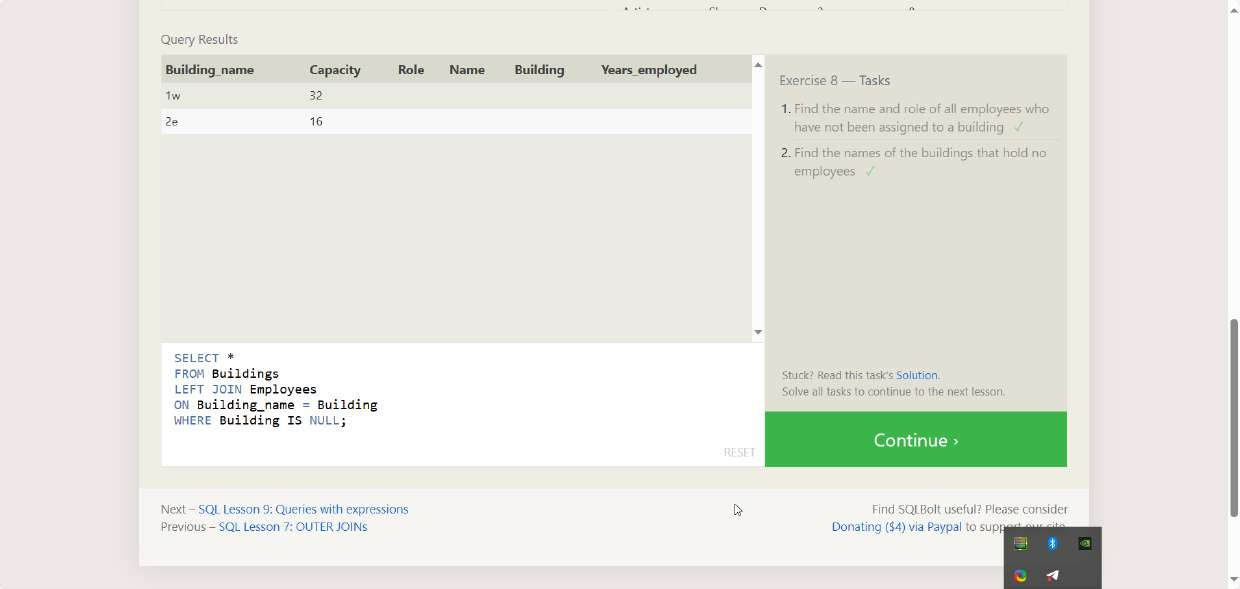 Query Results
Building_name Capacity Role Name Building Years_employed
1w 32
2e 16
Exercise 8 — Tasks
1. Find the name and role of all employees who
have not been assigned to a building ✓
2. Find the names of the buildings that hold no
employees ✓
Stuck? Read this task's Solution.
Solve all tasks to continue to the next lesson.
Continue ›
SELECT *
FROM Buildings
LEFT JOIN Employees
ON Building_name = Building
WHERE Building IS NULL;
RESET
Next – SQL Lesson 9: Queries with expressions
Previous – SQL Lesson 7: OUTER JOINs
Find SQLBolt useful? Please consider
Donating ($4) via Paypal to support our site.